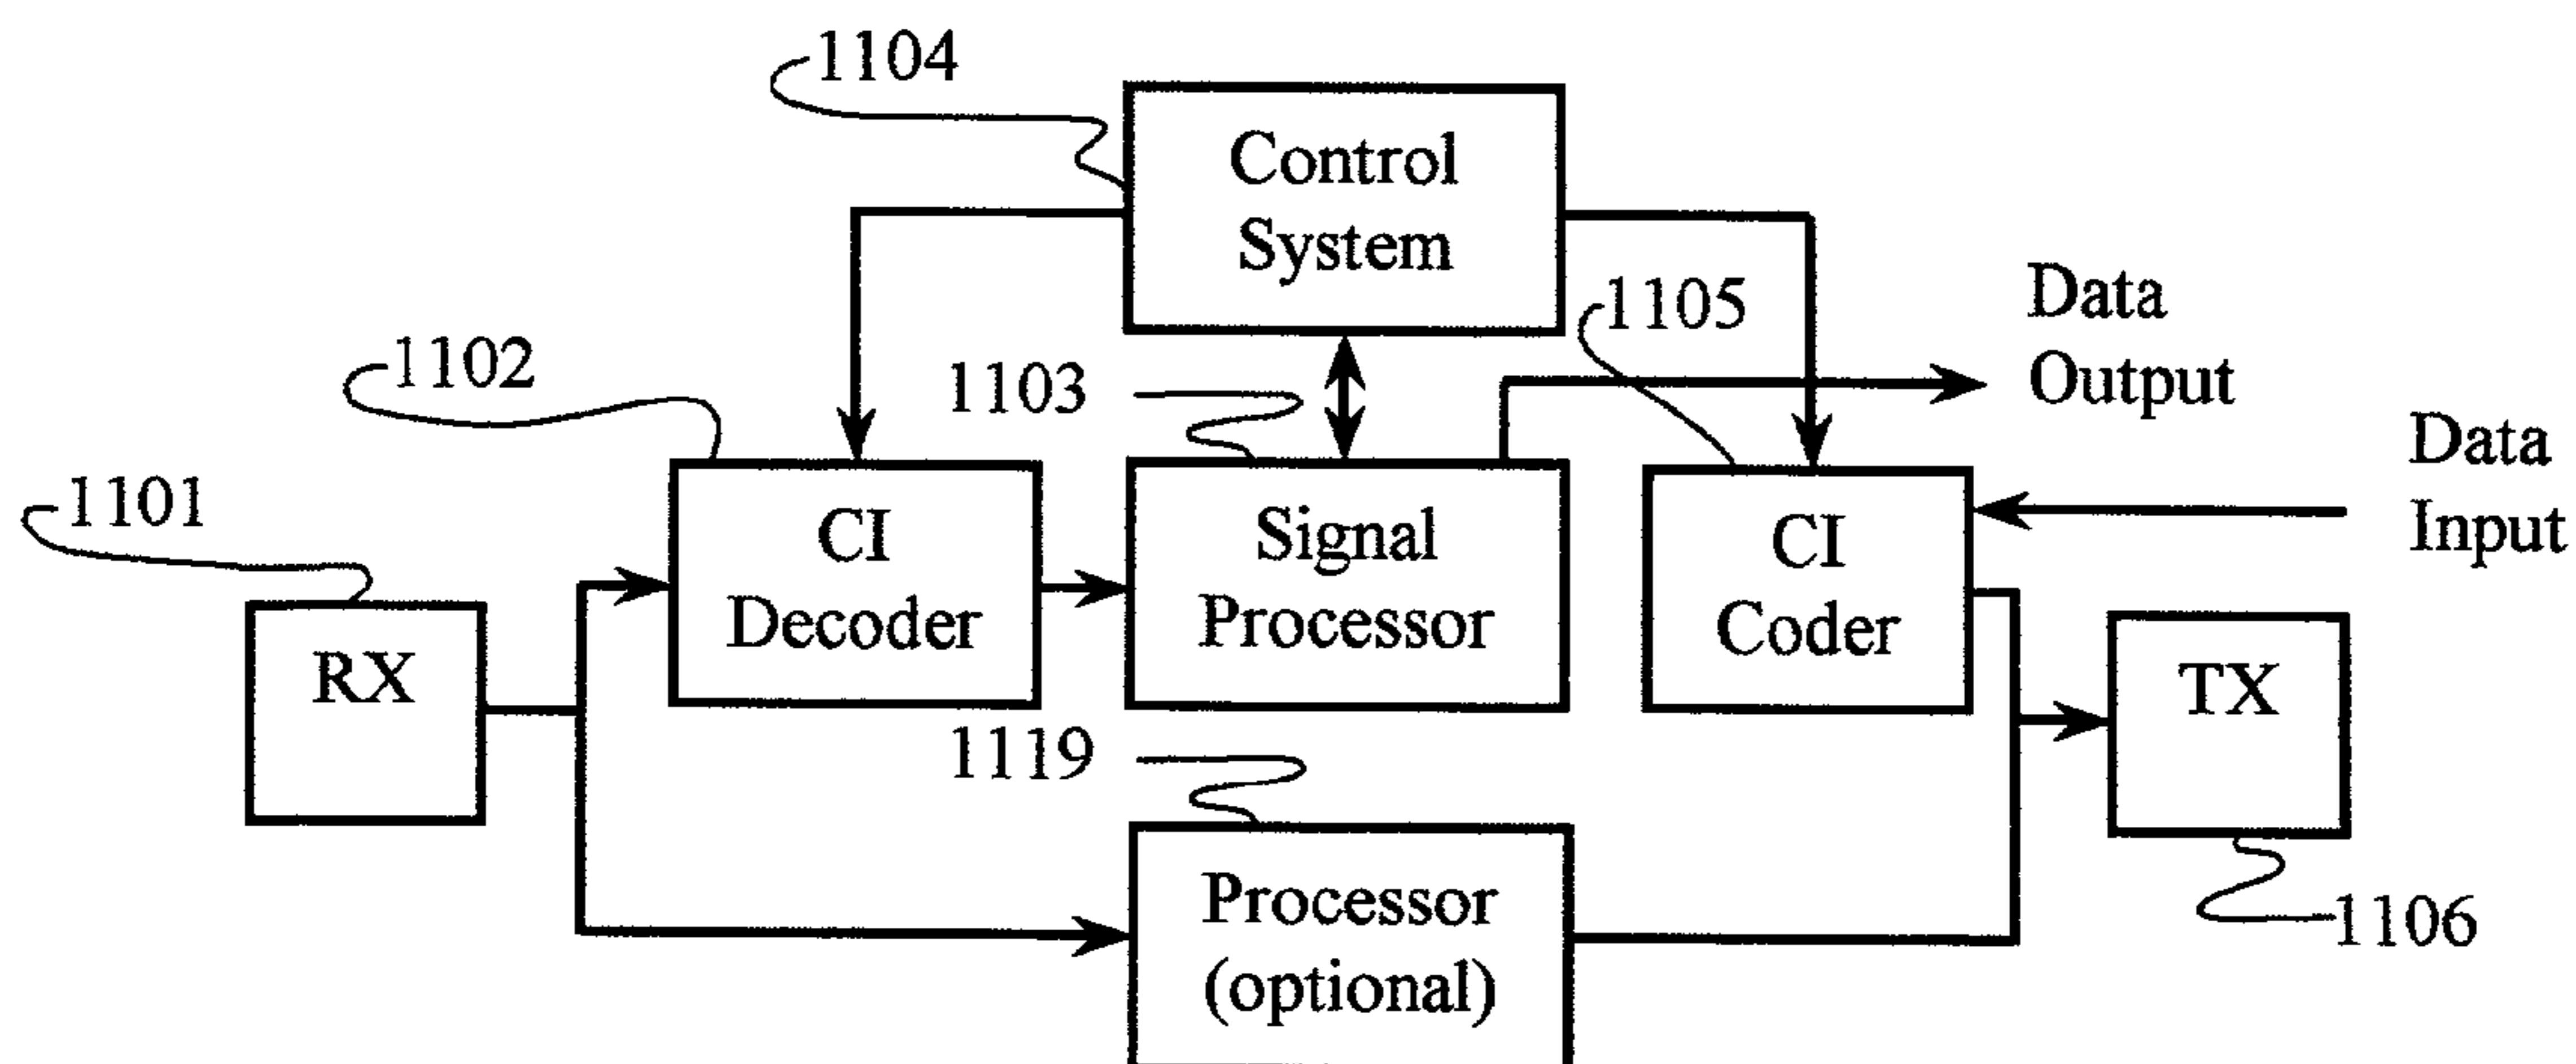 1104
Control
System
1105
Data
Output
1102
1103
Data
Input
1101
CI
Decoder
Signal
Processor
CI
Coder
RX
TX
1119
Processor
(optional)
1106